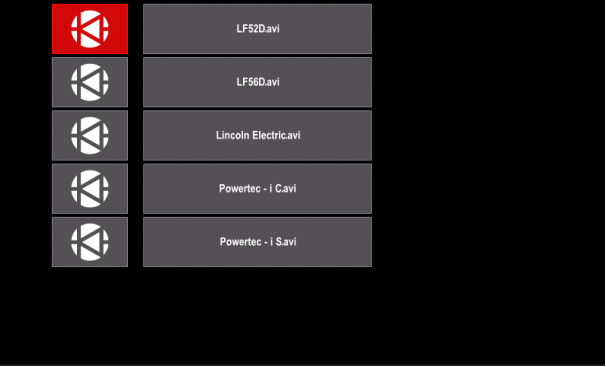 LF52D.avi
LF56D.avi
Lincoln Electric.avi
Powertec - i C.avi
Powertec - i S.avi